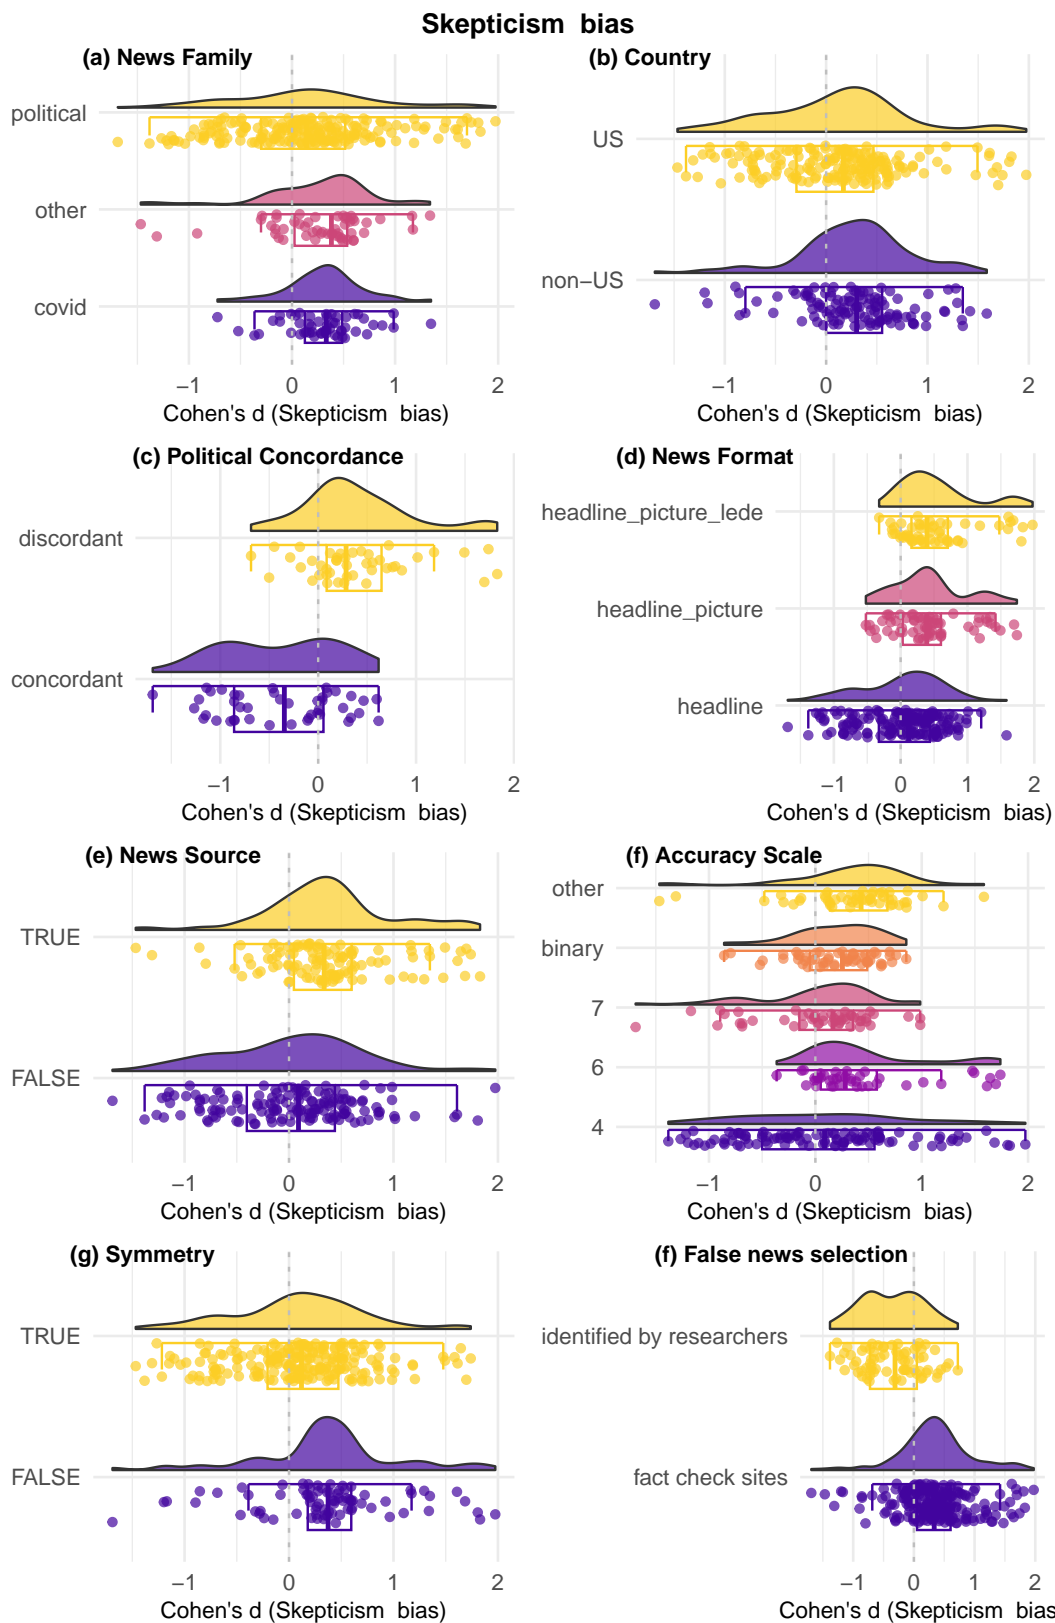 Skepticism bias
(a) News Family
political
other
covid
−1 0 1 2
Cohen's d (Skepticism bias)
(b) Country
US
non−US
−1 0 1 2
Cohen's d (Skepticism bias)
(c) Political Concordance
discordant
concordant
−1 0 1 2
Cohen's d (Skepticism bias)
(d) News Format
headline_picture_lede
headline_picture
headline
−1 0 1 2
Cohen's d (Skepticism bias)
(e) News Source
TRUE
FALSE
−1 0 1 2
Cohen's d (Skepticism bias)
(f) Accuracy Scale
other
binary
7
6
4
−1 0 1 2
Cohen's d (Skepticism bias)
(g) Symmetry
TRUE
FALSE
−1 0 1 2
Cohen's d (Skepticism bias)
(f) False news selection
identified by researchers
fact check sites
−1 0 1 2
Cohen's d (Skepticism bias